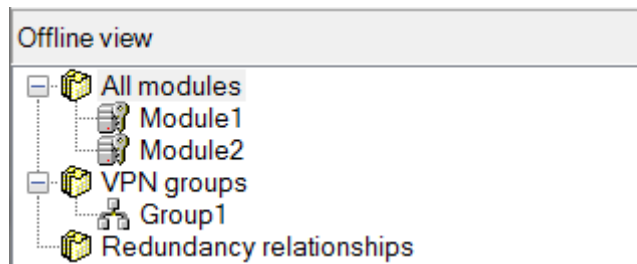 Offline view
All modules
Module1
Module2
VPN groups
Group1
Redundancy relationships